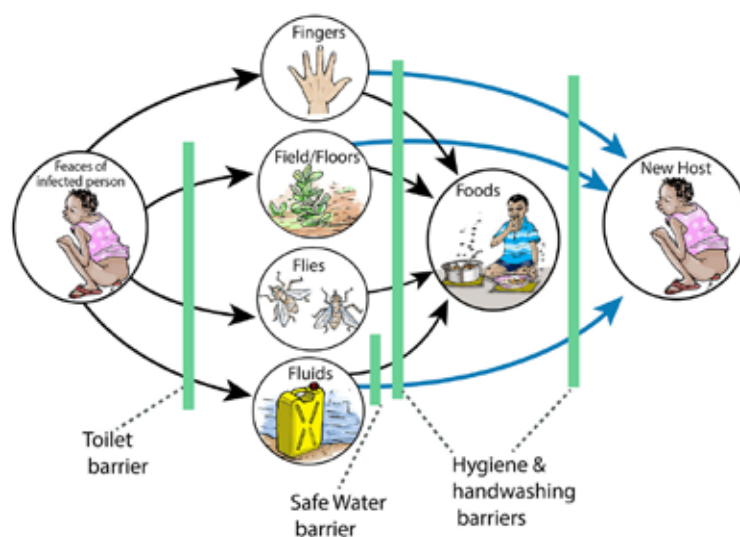 Fingers
Feaces of
infected person
Field/Floors
Foods
New Host
Flies
Fluids
Toilet
barrier
Safe Water
barrier
Hygiene &
handwashing
barriers